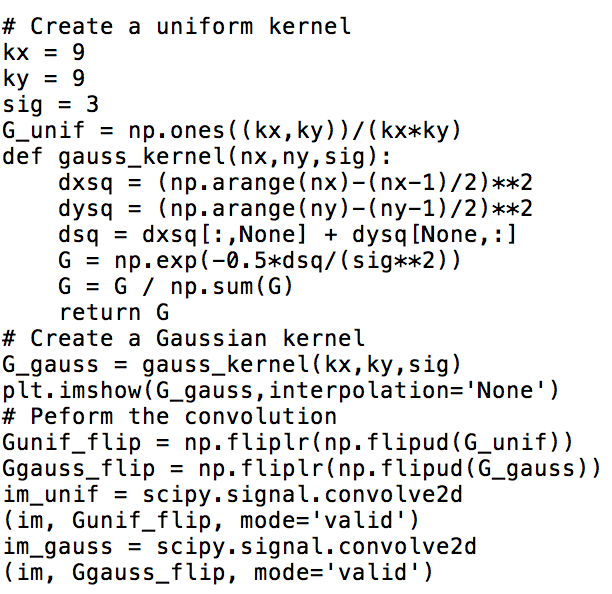 # Create a uniform kernel
kx = 9
ky = 9
sig = 3
G_unif = np.ones((kx,ky))/(kx*ky)
def gauss_kernel(nx,ny,sig):
    dxsq = (np.arange(nx)-(nx-1)/2)**2
    dysq = (np.arange(ny)-(ny-1)/2)**2
    dsq = dxsq[:,None] + dysq[None,:]
    G = np.exp(-0.5*dsq/(sig**2))
    G = G / np.sum(G)
    return G
# Create a Gaussian kernel
G_gauss = gauss_kernel(kx,ky,sig)
plt.imshow(G_gauss,interpolation='None')
# Peform the convolution
Gunif_flip = np.fliplr(np.flipud(G_unif))
Ggauss_flip = np.fliplr(np.flipud(G_gauss))
im_unif = scipy.signal.convolve2d
(im, Gunif_flip, mode='valid')
im_gauss = scipy.signal.convolve2d
(im, Ggauss_flip, mode='valid')